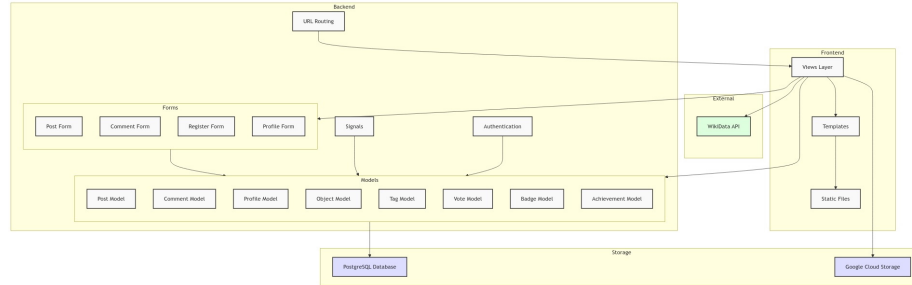 Backend
URL Routing
Frontend
Views Layer
External
WikiData API
Templates
Forms
Post Form
Comment Form
Register Form
Profile Form
Signals
Authentication
Models
Post Model
Comment Model
Profile Model
Object Model
Tag Model
Vote Model
Badge Model
Achievement Model
Static Files
Storage
PostgreSQL Database
Google Cloud Storage